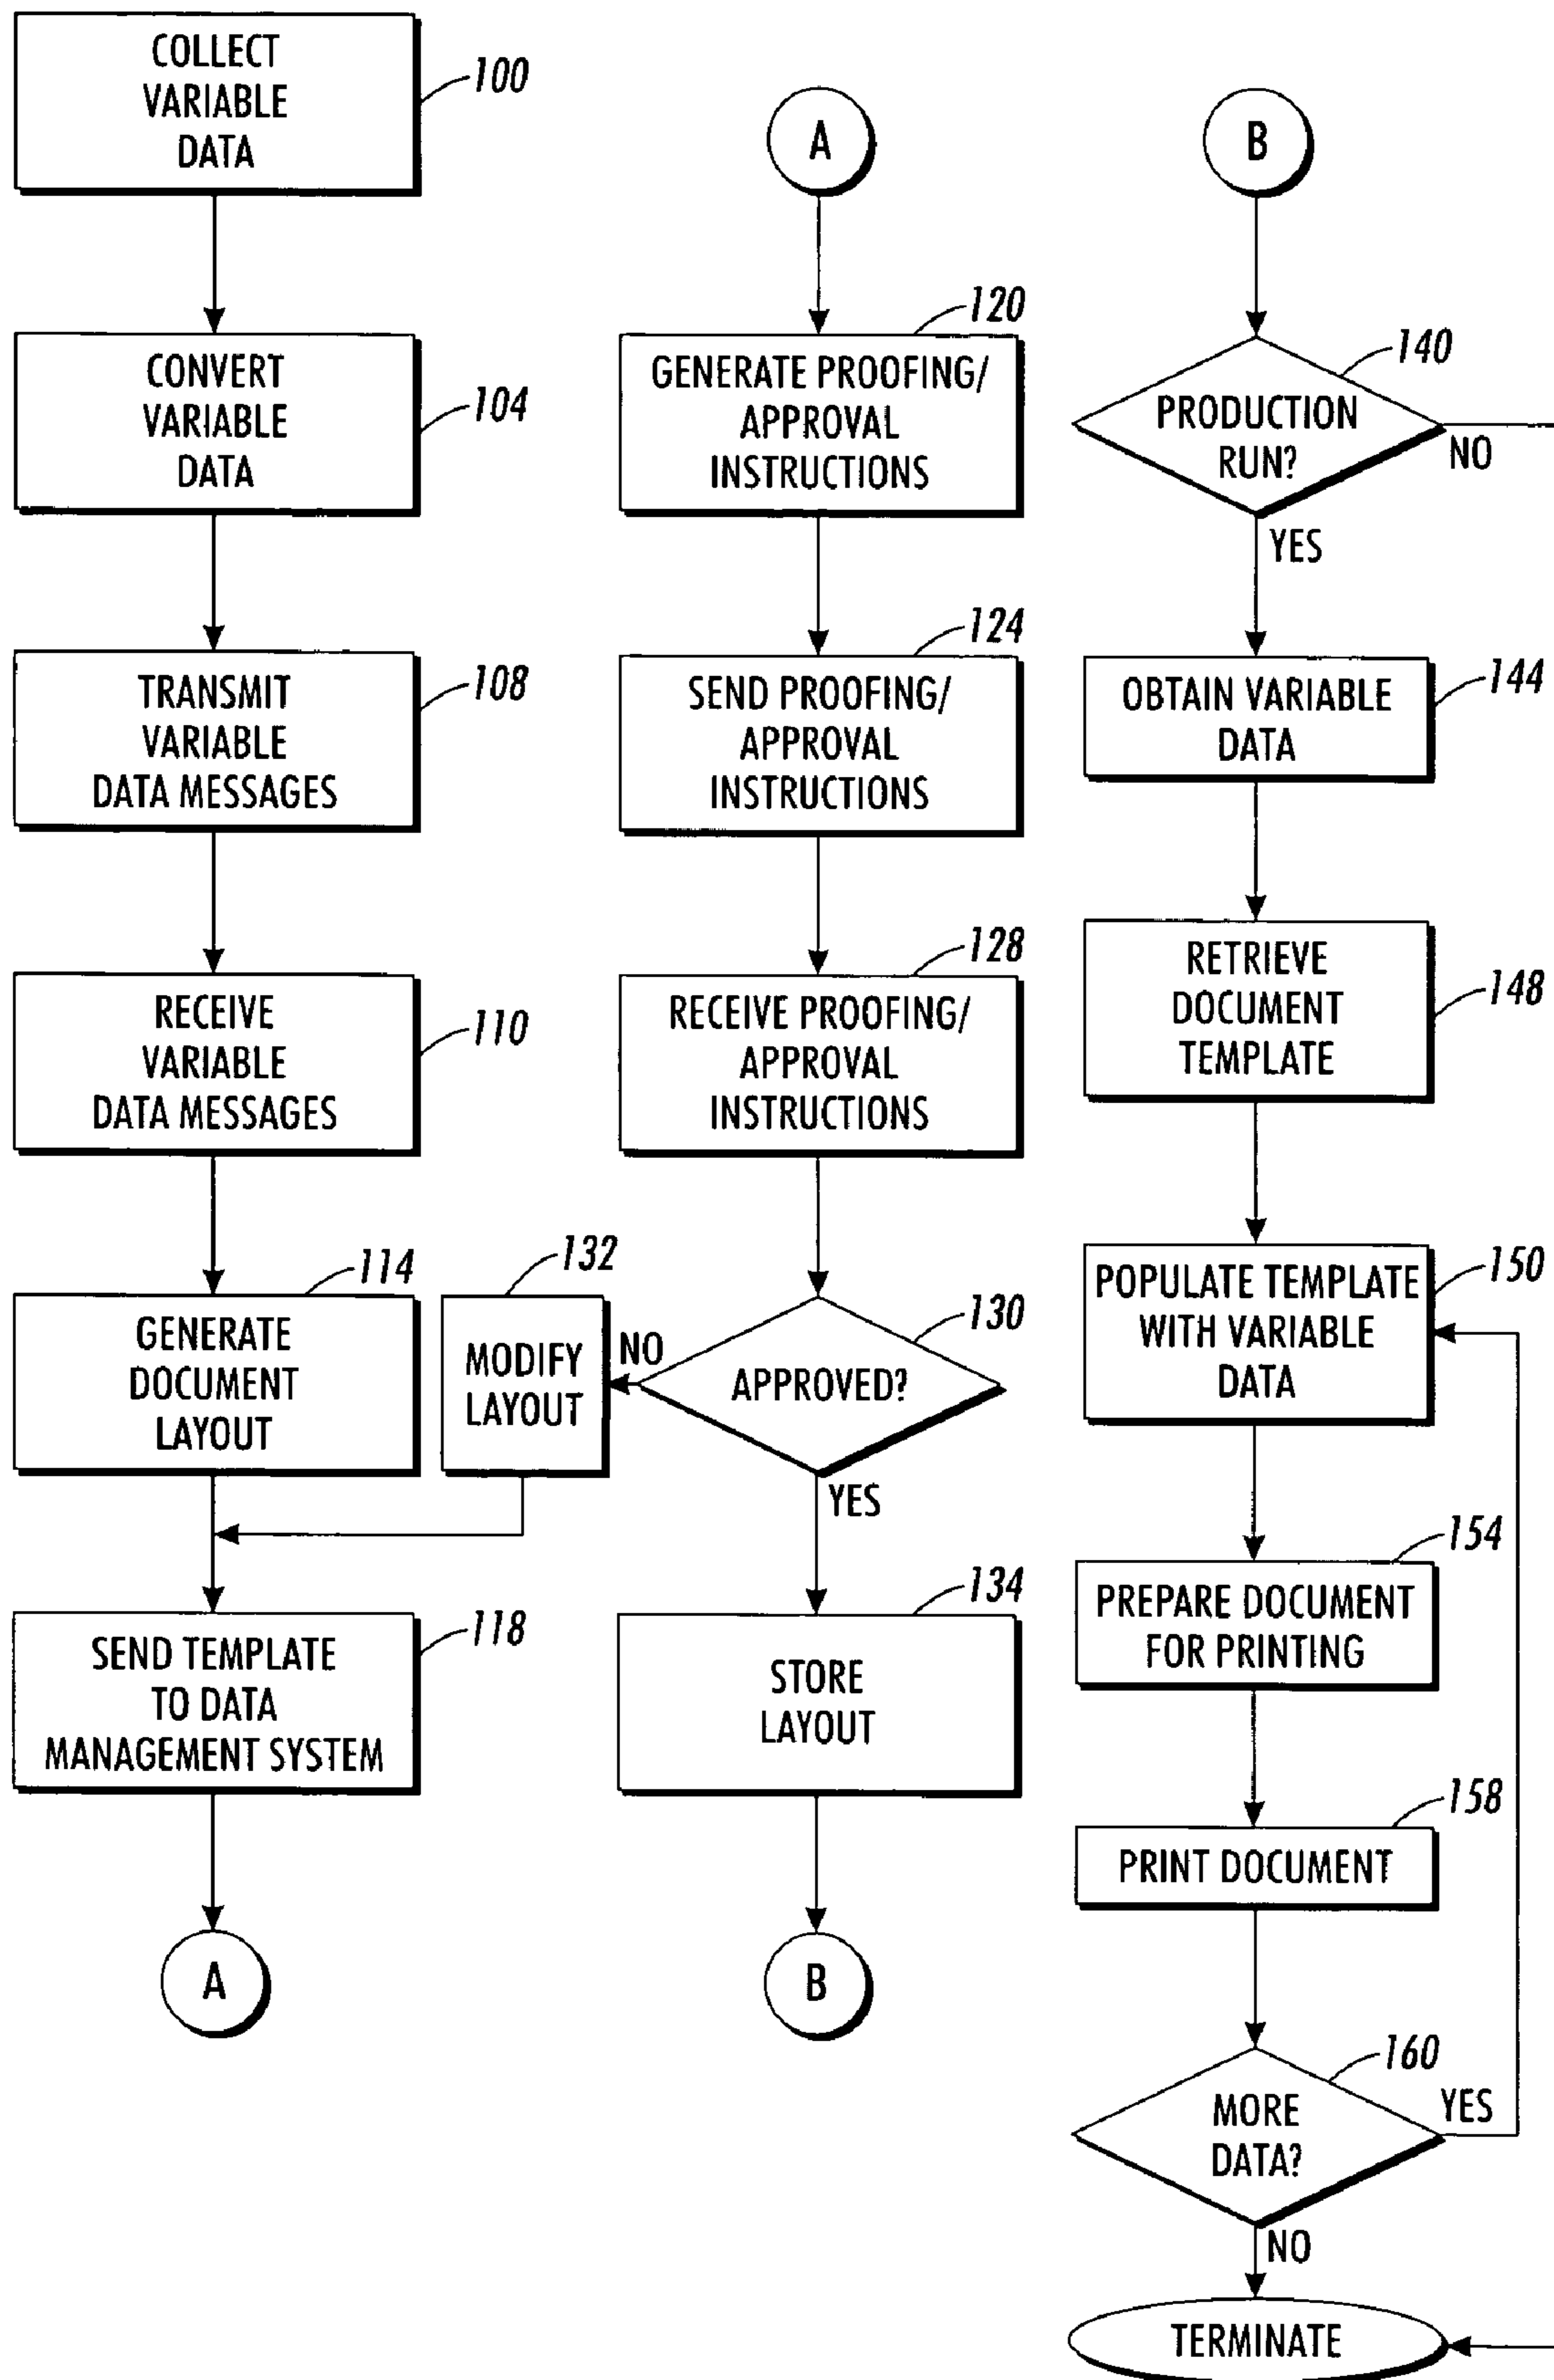 COLLECT
VARIABLE
DATA
100
CONVERT
VARIABLE
DATA
104
TRANSMIT
VARIABLE
DATA MESSAGES
108
RECEIVE
VARIABLE
DATA MESSAGES
110
114
GENERATE
DOCUMENT
LAYOUT
SEND TEMPLATE
TO DATA
MANAGEMENT SYSTEM
118
A
A
120
GENERATE PROOFING/
APPROVAL
INSTRUCTIONS
124
SEND PROOFING/
APPROVAL
INSTRUCTIONS
128
RECEIVE PROOFING/
APPROVAL
INSTRUCTIONS
130
APPROVED?
NO
132
MODIFY
LAYOUT
YES
134
STORE
LAYOUT
B
B
140
PRODUCTION
RUN?
NO
YES
OBTAIN VARIABLE
DATA
144
RETRIEVE
DOCUMENT
TEMPLATE
148
POPULATE TEMPLATE
WITH VARIABLE
DATA
150
154
PREPARE DOCUMENT
FOR PRINTING
158
PRINT DOCUMENT
160
MORE
DATA?
YES
NO
TERMINATE